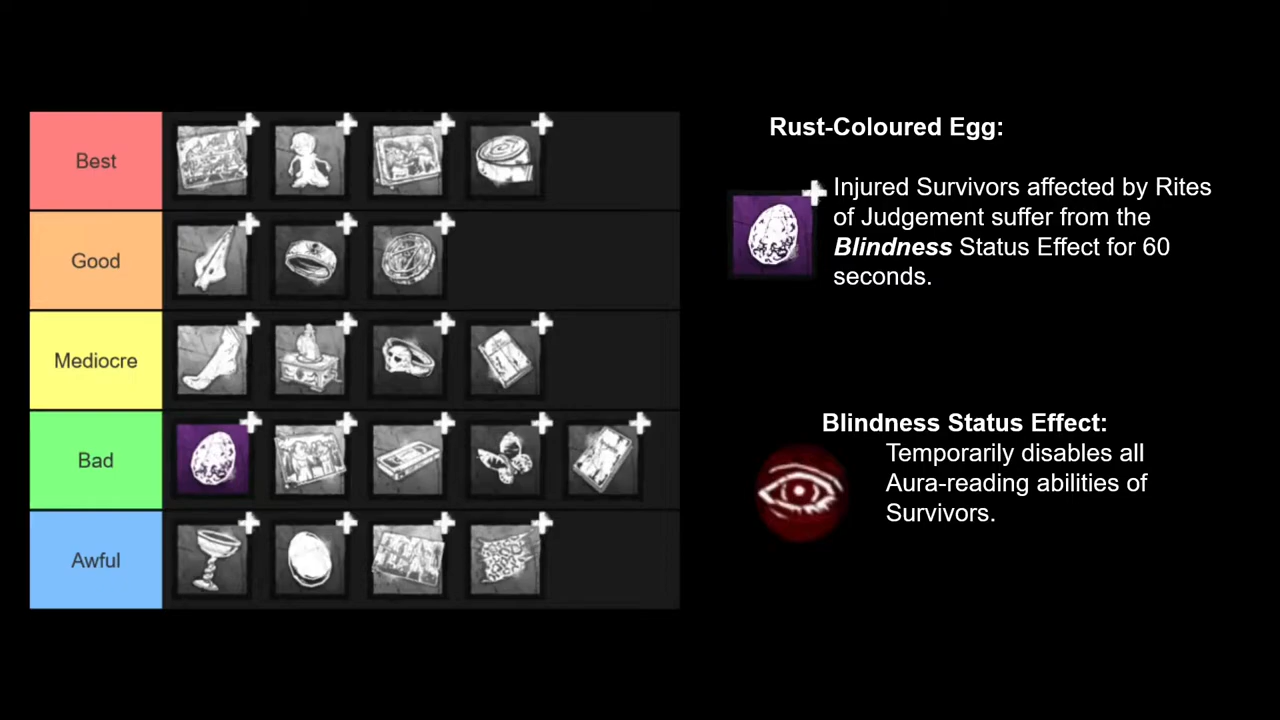 Best
Good
Mediocre
Bad
Awful
Rust-Coloured Egg:
Injured Survivors affected by Rites
of Judgement suffer from the
Blindness Status Effect for 60
seconds.
Blindness Status Effect:
Temporarily disables all
Aura-reading abilities of
Survivors.